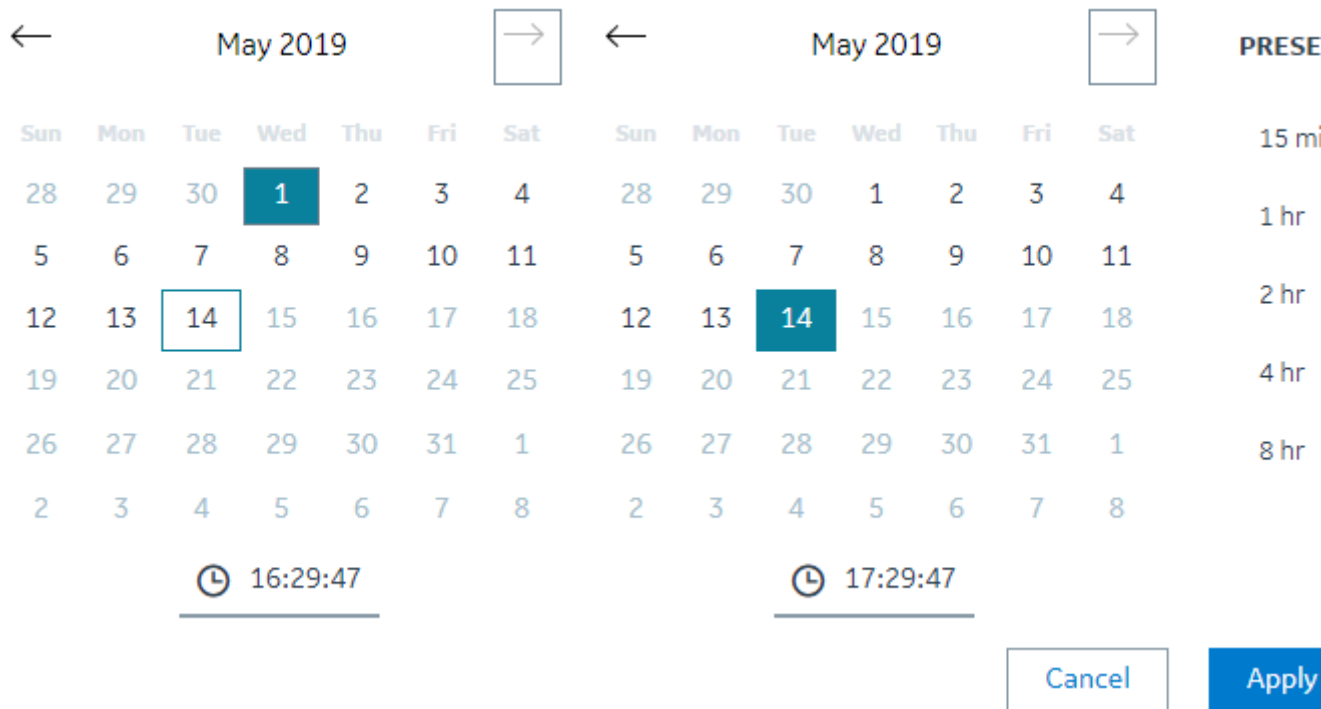 ← May 2019 → ← May 2019 → PRESE
Sun Mon Tue Wed Thu Fri Sat Sun Mon Tue Wed Thu Fri Sat
15 mi
28 29 30 1 2 3 4 28 29 30 1 2 3 4
1 hr
5 6 7 8 9 10 11 5 6 7 8 9 10 11
2 hr
12 13 14 15 16 17 18 12 13 14 15 16 17 18
19 20 21 22 23 24 25 19 20 21 22 23 24 25
4 hr
26 27 28 29 30 31 1 26 27 28 29 30 31 1
8 hr
2 3 4 5 6 7 8 2 3 4 5 6 7 8
16:29:47 17:29:47
Cancel Apply